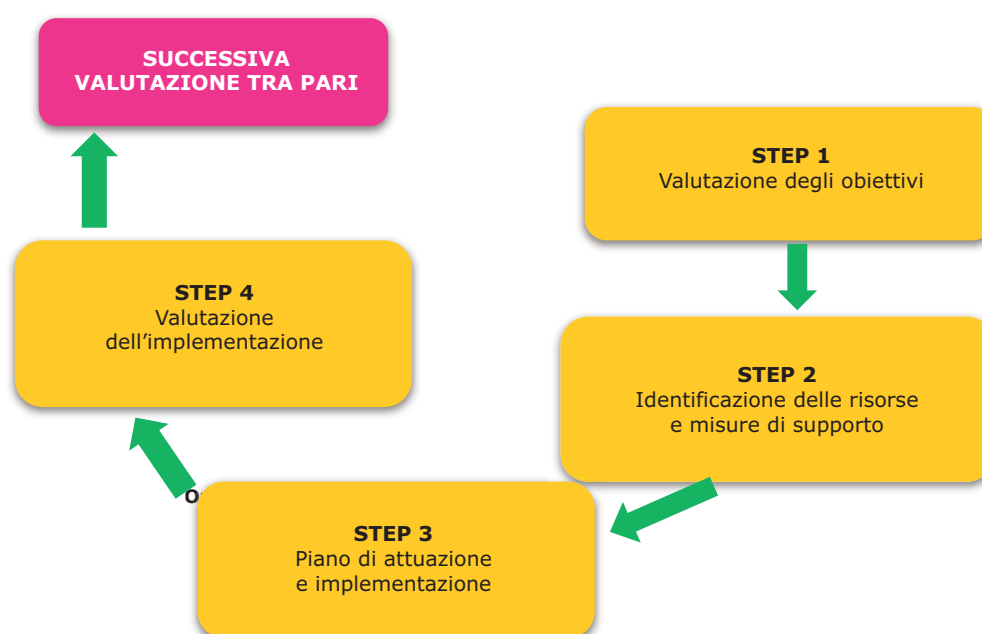 SUCCESSIVA
VALUTAZIONE TRA PARI
STEP 1
Valutazione degli obiettivi
STEP 2
Identificazione delle risorse
e misure di supporto
STEP 3
Piano di attuazione
e implementazione
STEP 4
Valutazione
dell’implementazione